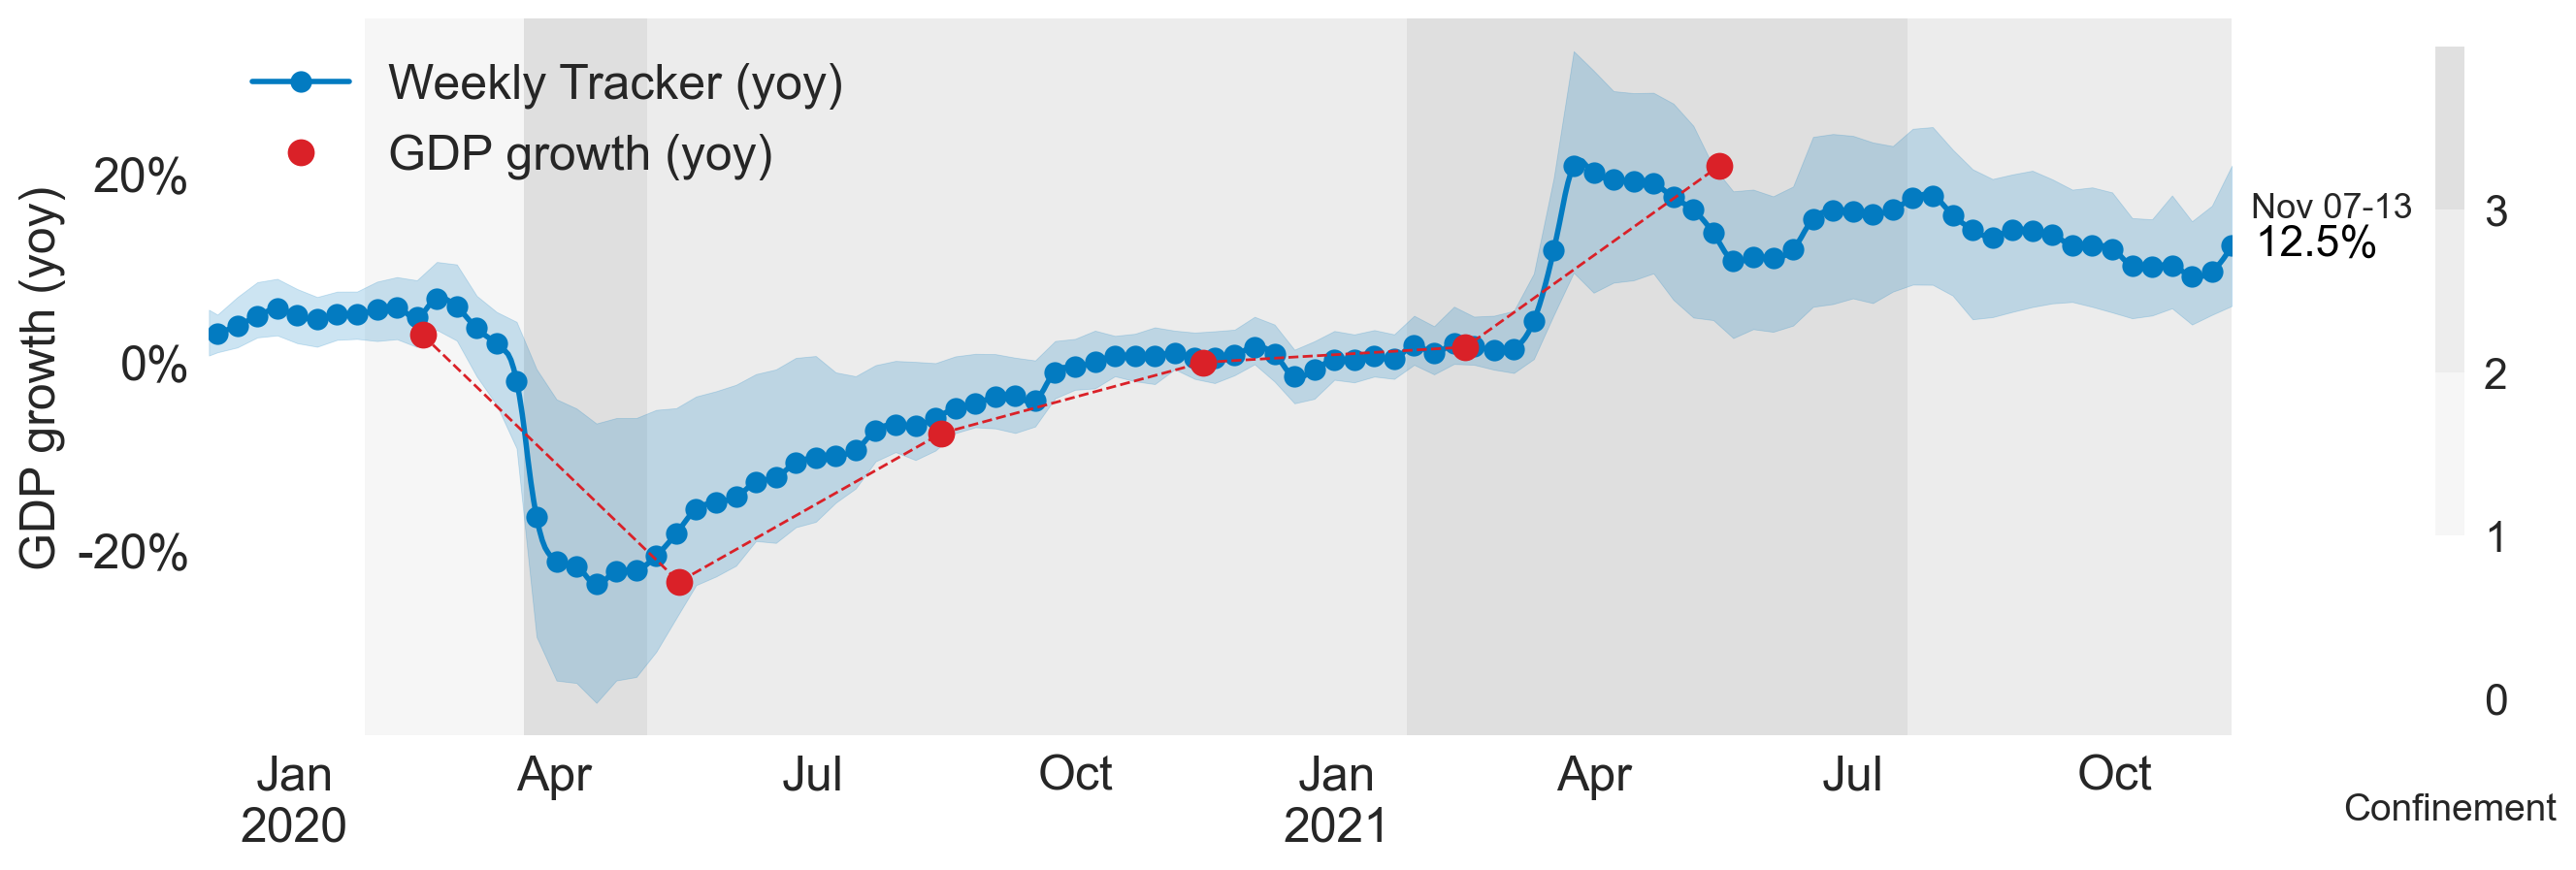 Weekly Tracker (yoy)
GDP growth (yoy)
GDP growth (yoy)
20%
0%
-20%
Jan
2020
Apr
Jul
Oct
Jan
2021
Apr
Jul
Oct
Nov 07-13
12.5%
3
2
1
0
Confinement